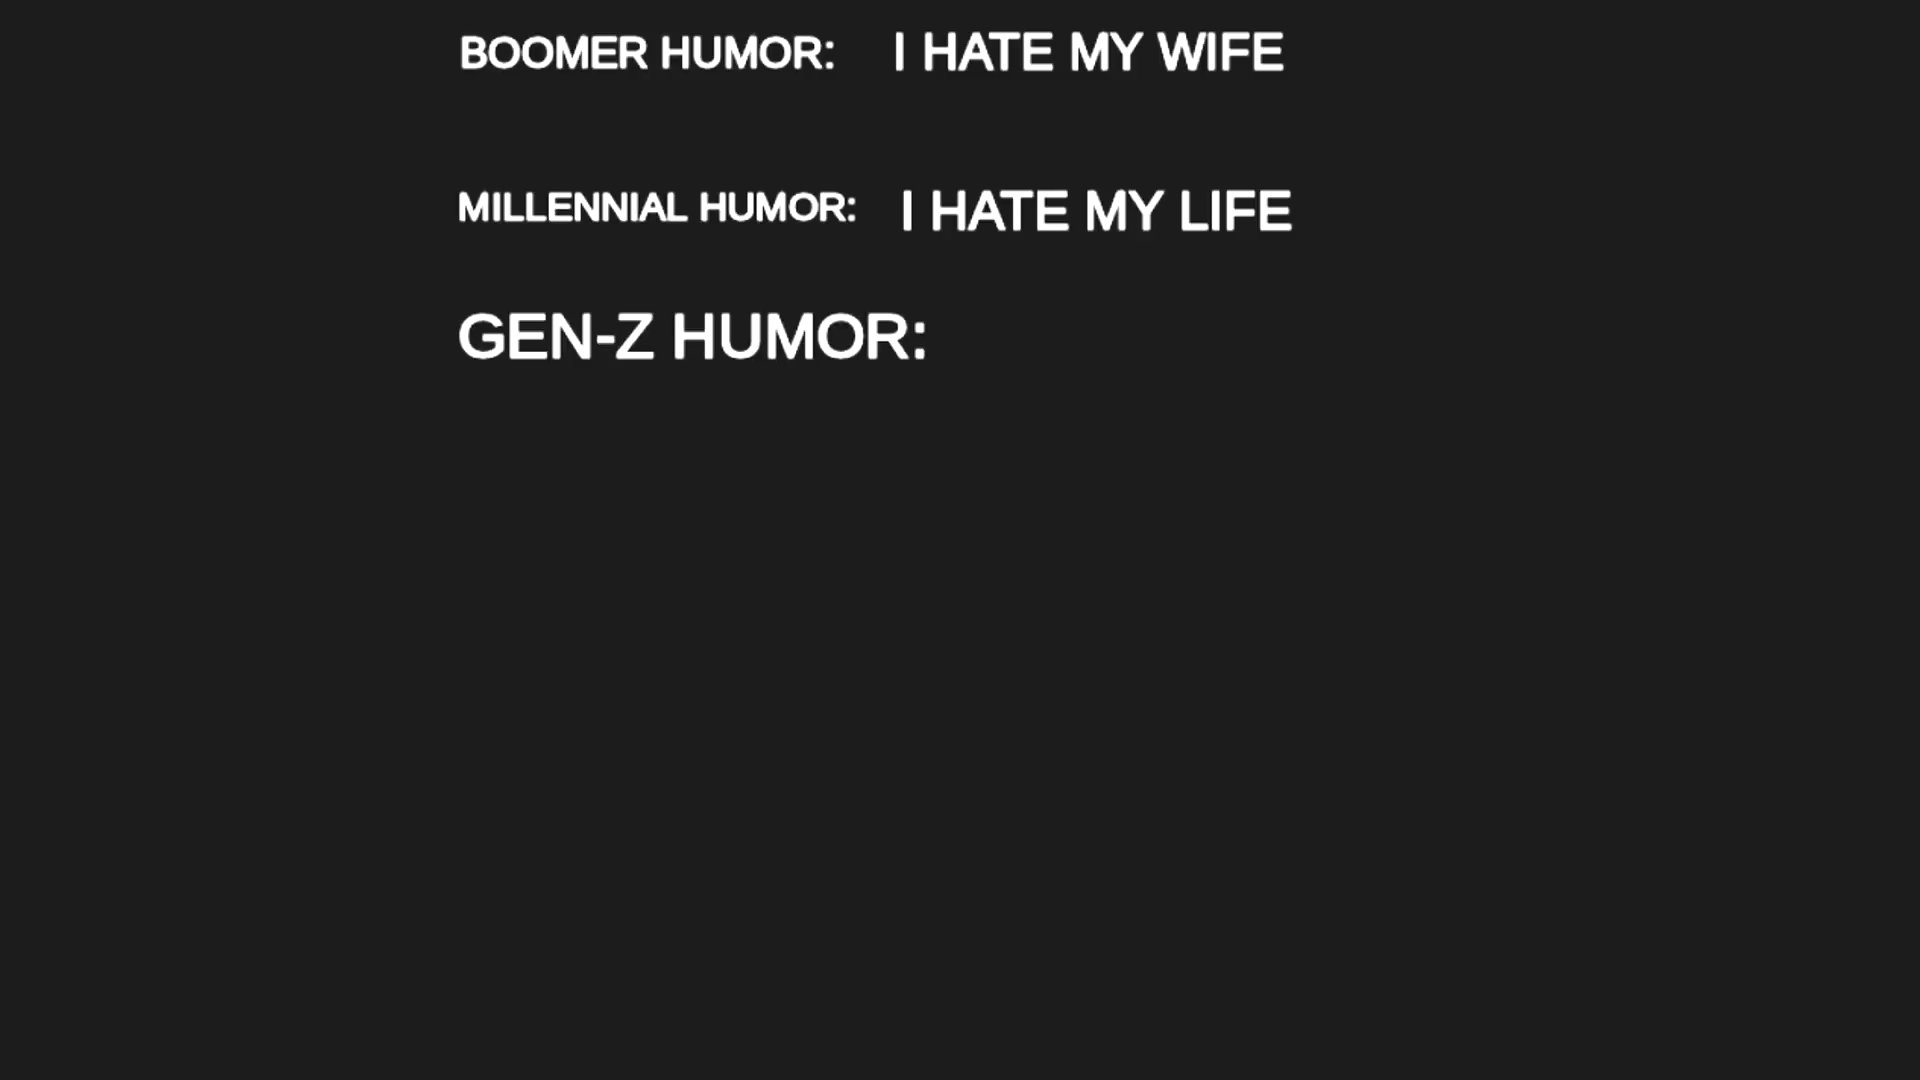 BOOMER HUMOR: I HATE MY WIFE
MILLENNIAL HUMOR: I HATE MY LIFE
GEN-Z HUMOR: